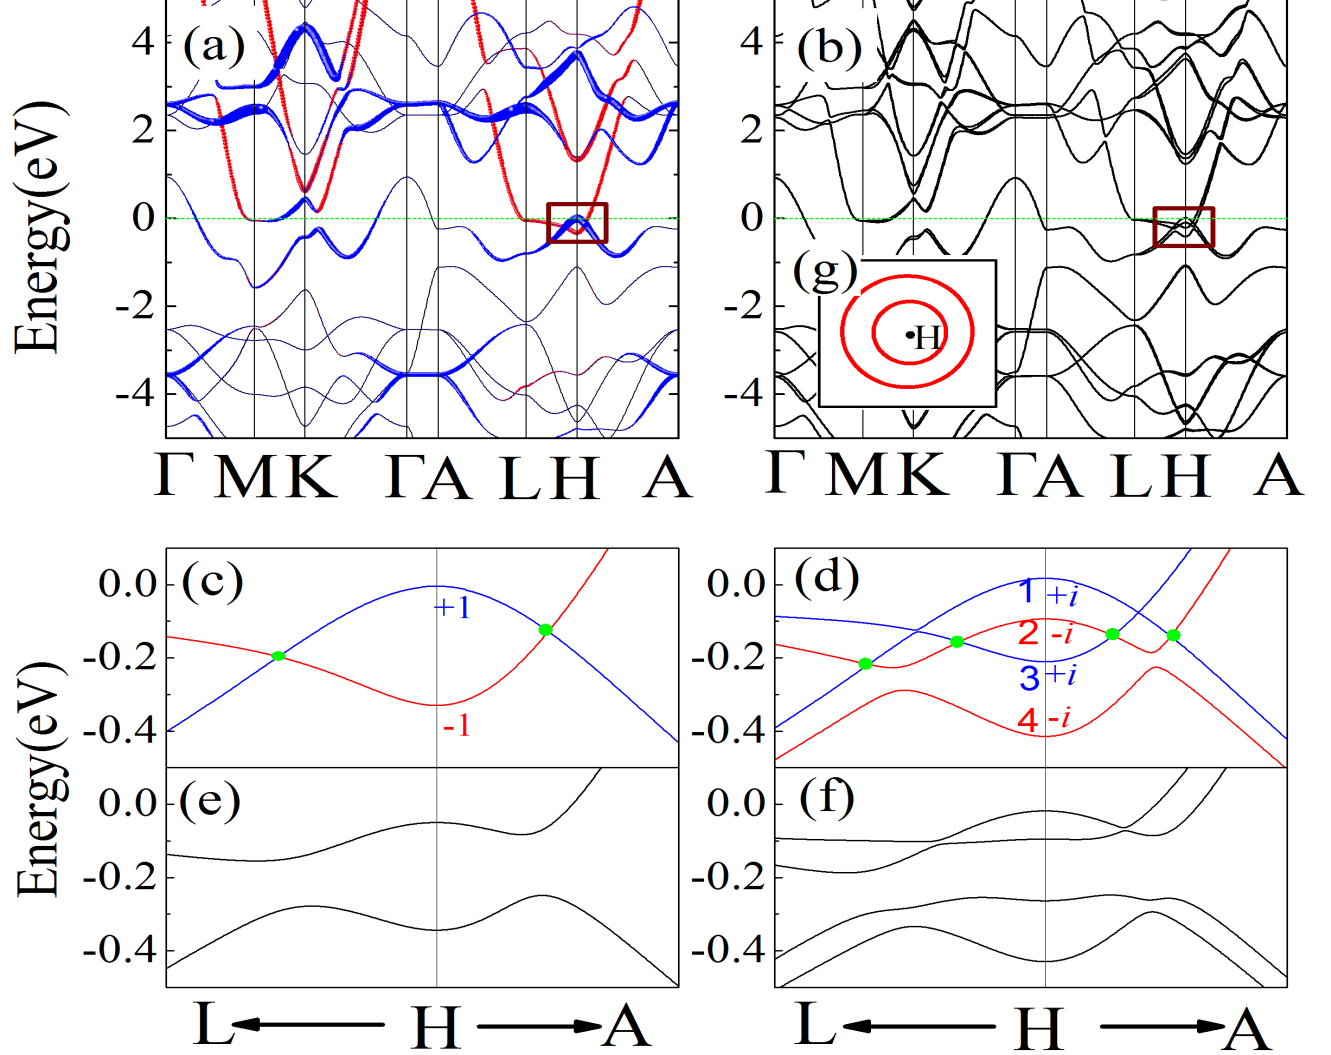 (a)
(b)
4
2
0
-2
-4
Energy(eV)
4
2
0
-2
-4
(g)
H
Γ M K Γ A L H A
Γ M K Γ A L H A
(c)
0.0
-0.2
-0.4
+1
-1
(d)
0.0
-0.2
-0.4
1 +i
2 -i
3 +i
4 -i
Energy(eV)
(e)
0.0
-0.2
-0.4
(f)
0.0
-0.2
-0.4
L H A
L H A